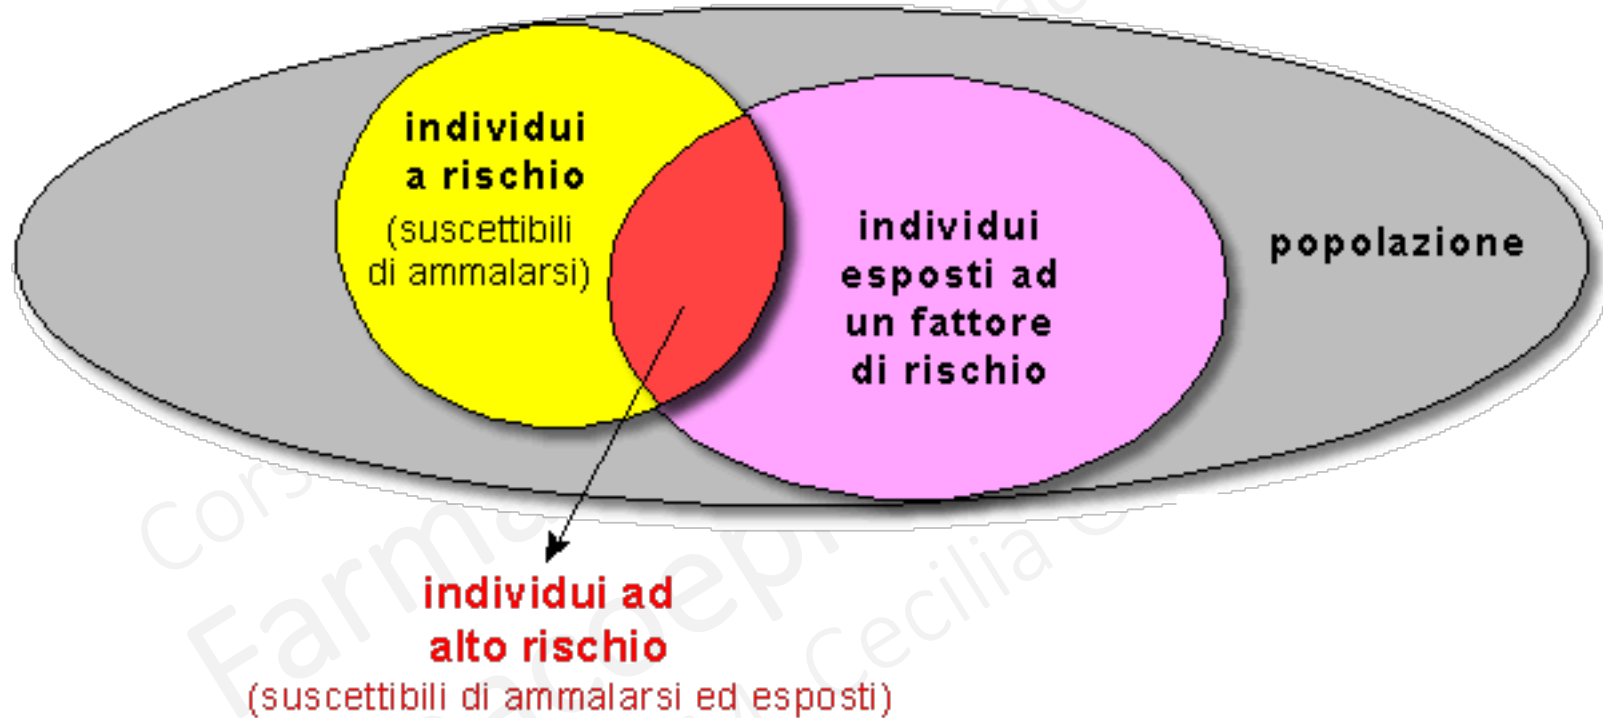 individui
a rischio
(suscettibili
di ammalarsi)
individui
esposti ad
un fattore
di rischio
popolazione
individui ad
alto rischio
(suscettibili di ammalarsi ed esposti)
Cecilia